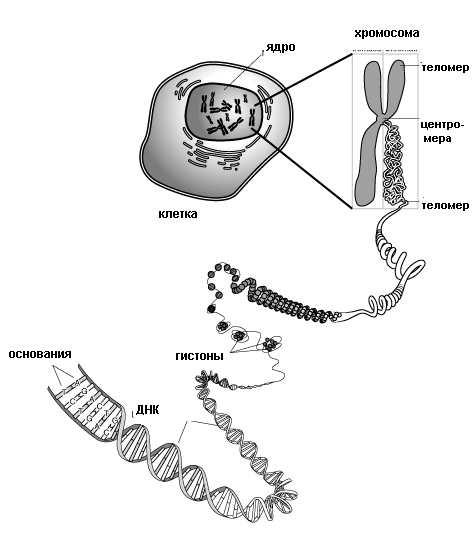 хромосома
ядро
теломер
центро-
мера
теломер
клетка
основания
гистоны
ДНК